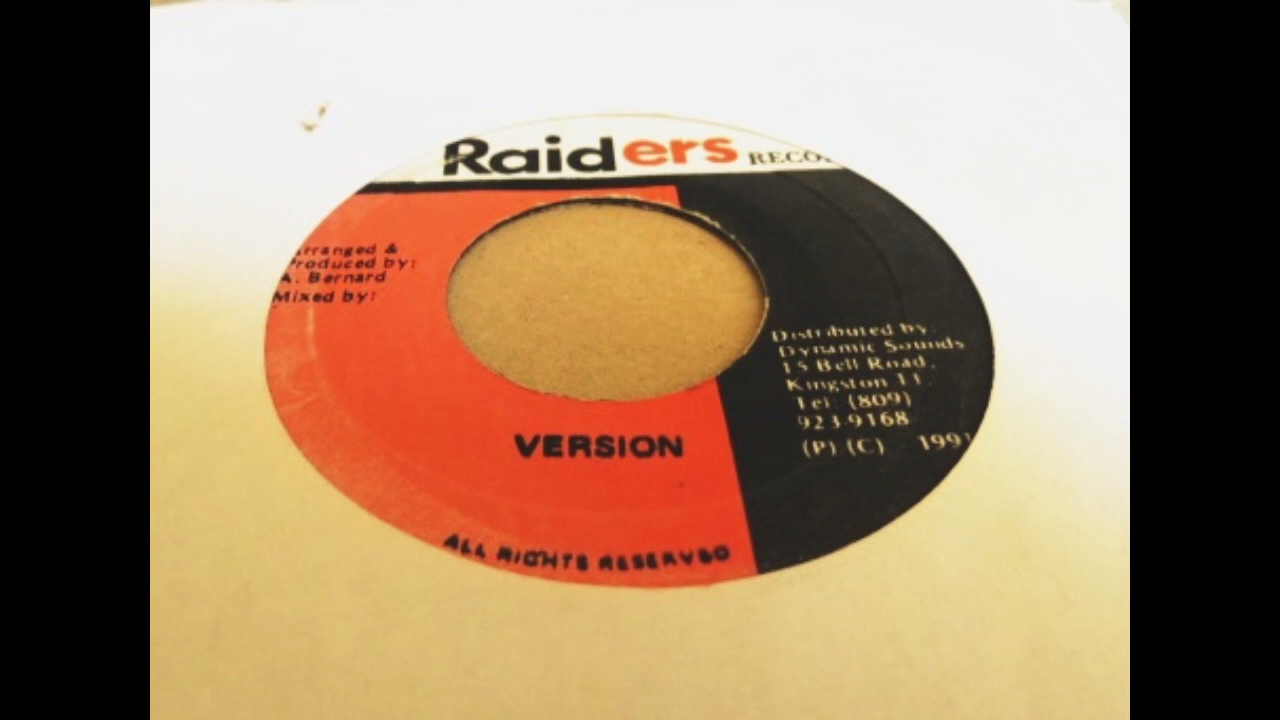 Raiders RECO
Arranged &
Produced by:
A. Bernard
Mixed by:
Distributed by:
Dynamic Sounds
15 Bell Road,
Kingston 11.
Tel: (809)
923-9168
(P) (C) 1991
VERSION
ALL RIGHTS RESERVED